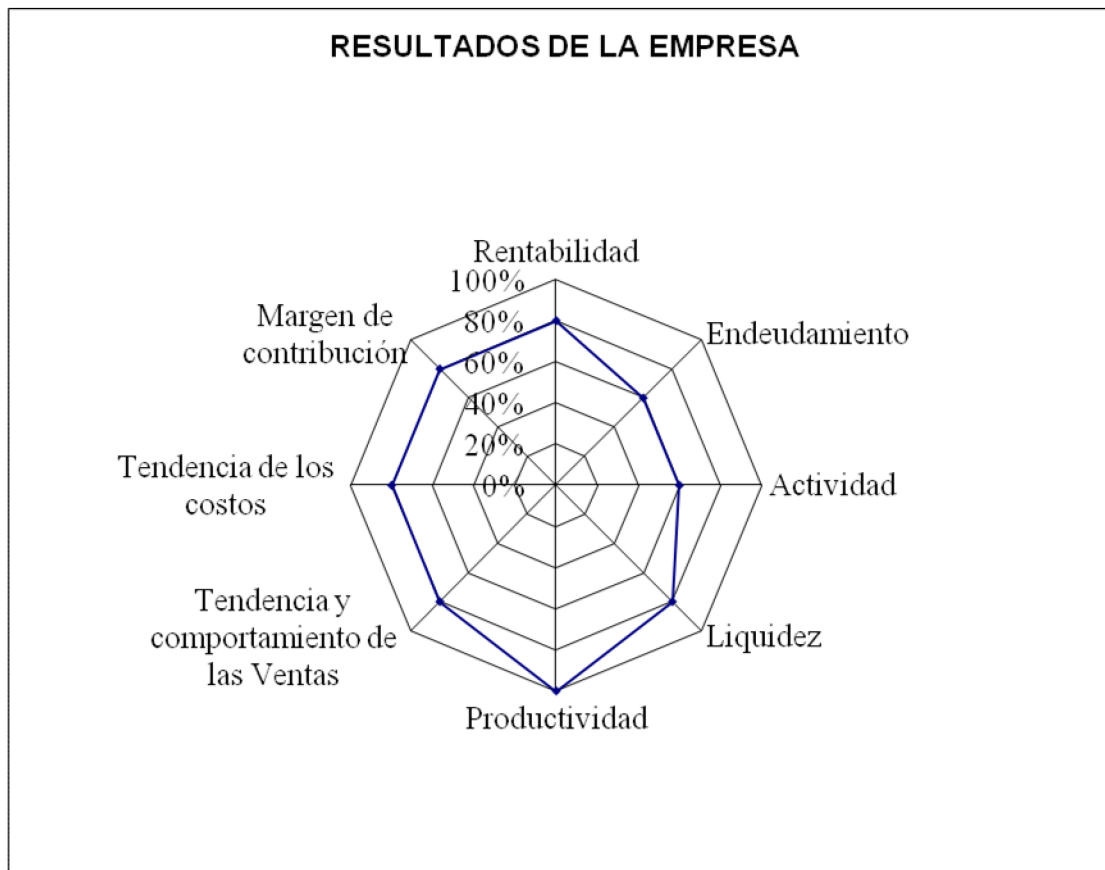 RESULTADOS DE LA EMPRESA
Rentabilidad
100%
80%
60%
40%
20%
0%
Endeudamiento
Actividad
Liquidez
Productividad
Tendencia y
comportamiento de
las Ventas
Tendencia de los
costos
Margen de
contribución